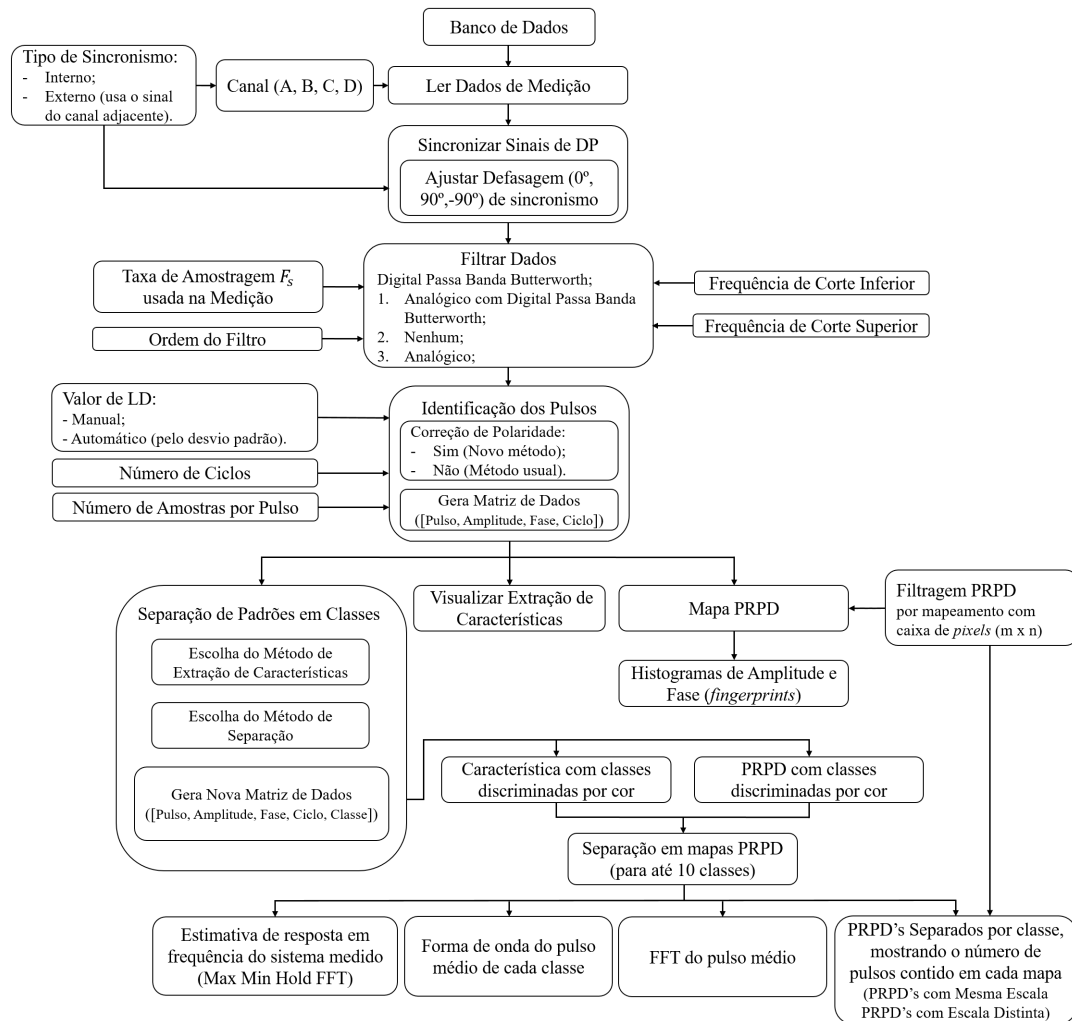 Banco de Dados
Tipo de Sincronismo:
- Interno;
- Externo (usa o sinal
do canal adjacente).
Canal (A, B, C, D)
Ler Dados de Medição
Sincronizar Sinais de DP
Ajustar Defasagem (0º,
90º,-90º) de sincronismo
Filtrar Dados
Digital Passa Banda Butterworth;
1. Analógico com Digital Passa Banda
Butterworth;
2. Nenhum;
3. Analógico;
Taxa de Amostragem F_S
usada na Medição
Ordem do Filtro
Frequência de Corte Inferior
Frequência de Corte Superior
Valor de LD:
- Manual;
- Automático (pelo desvio padrão).
Número de Ciclos
Número de Amostras por Pulso
Identificação dos Pulsos
Correção de Polaridade:
- Sim (Novo método);
- Não (Método usual).
Gera Matriz de Dados
([Pulso, Amplitude, Fase, Ciclo])
Separação de Padrões em Classes
Escolha do Método de
Extração de Características
Escolha do Método de
Separação
Gera Nova Matriz de Dados
([Pulso, Amplitude, Fase, Ciclo, Classe])
Visualizar Extração de
Características
Mapa PRPD
Filtragem PRPD
por mapeamento com
caixa de pixels (m x n)
Histogramas de Amplitude e
Fase (fingerprints)
Característica com classes
discriminadas por cor
PRPD com classes
discriminadas por cor
Separação em mapas PRPD
(para até 10 classes)
Estimativa de resposta em
frequência do sistema medido
(Max Min Hold FFT)
Forma de onda do pulso
médio de cada classe
FFT do pulso médio
PRPD's Separados por classe,
mostrando o número de
pulsos contido em cada mapa
(PRPD's com Mesma Escala
PRPD's com Escala Distinta)